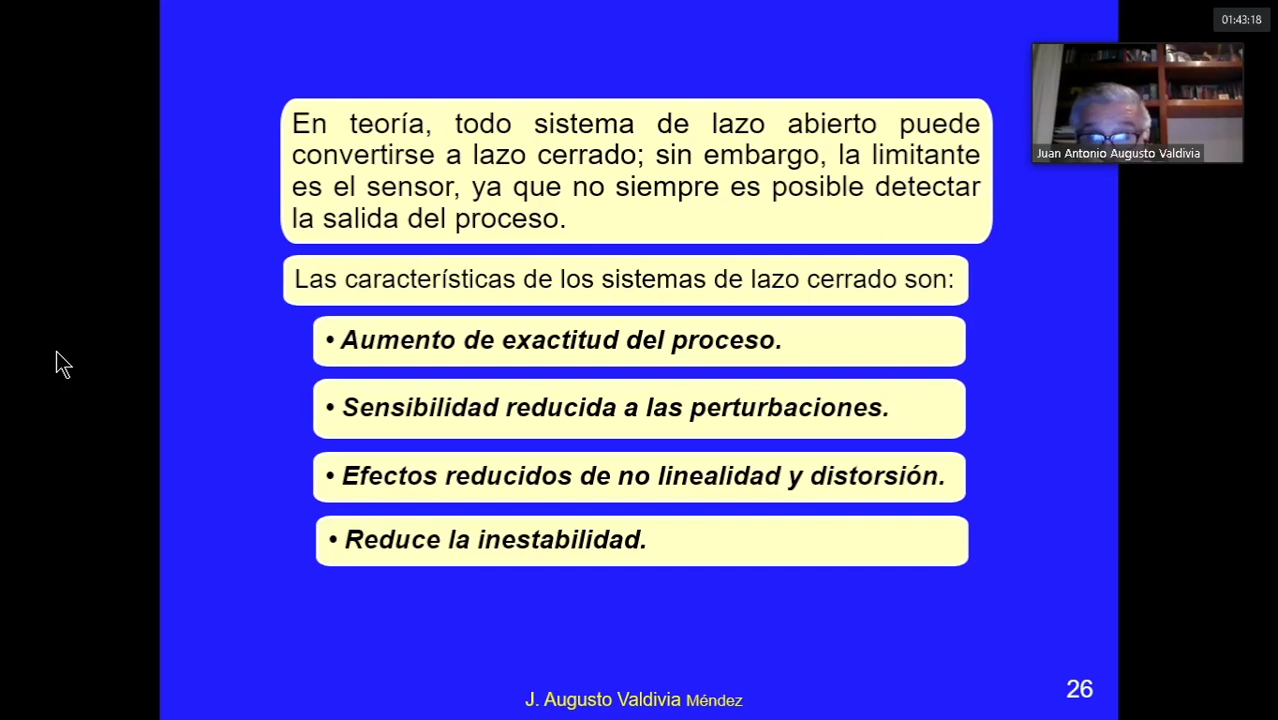 01:43:18
Juan Antonio Augusto Valdivia
En teoría, todo sistema de lazo abierto puede
convertirse a lazo cerrado; sin embargo, la limitante
es el sensor, ya que no siempre es posible detectar
la salida del proceso.
Las características de los sistemas de lazo cerrado son:
• Aumento de exactitud del proceso.
• Sensibilidad reducida a las perturbaciones.
• Efectos reducidos de no linealidad y distorsión.
• Reduce la inestabilidad.
J. Augusto Valdivia Méndez
26